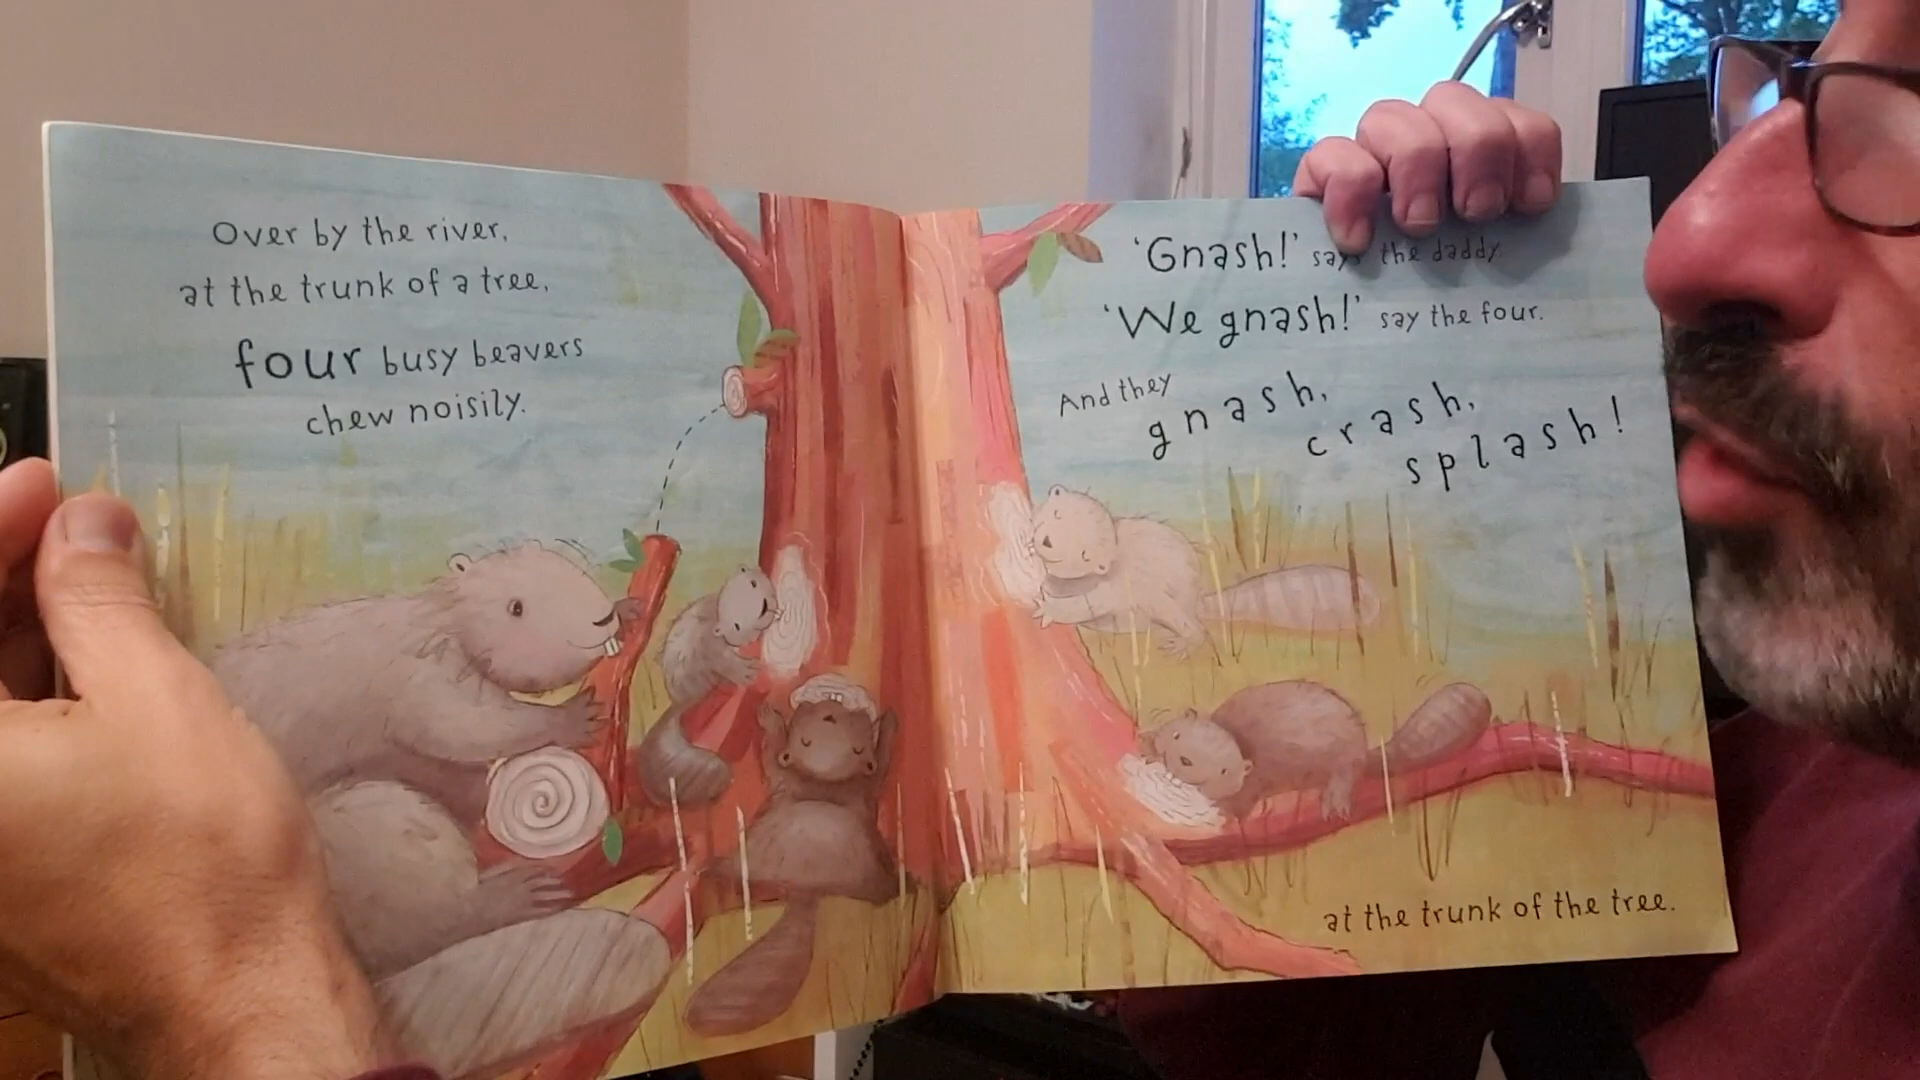 Over by the river,
at the trunk of a tree,
four busy beavers
chew noisily.
'Gnash!' says the daddy.
'We gnash!' say the four.
And they
gnash,
crash,
splash!
at the trunk of the tree.